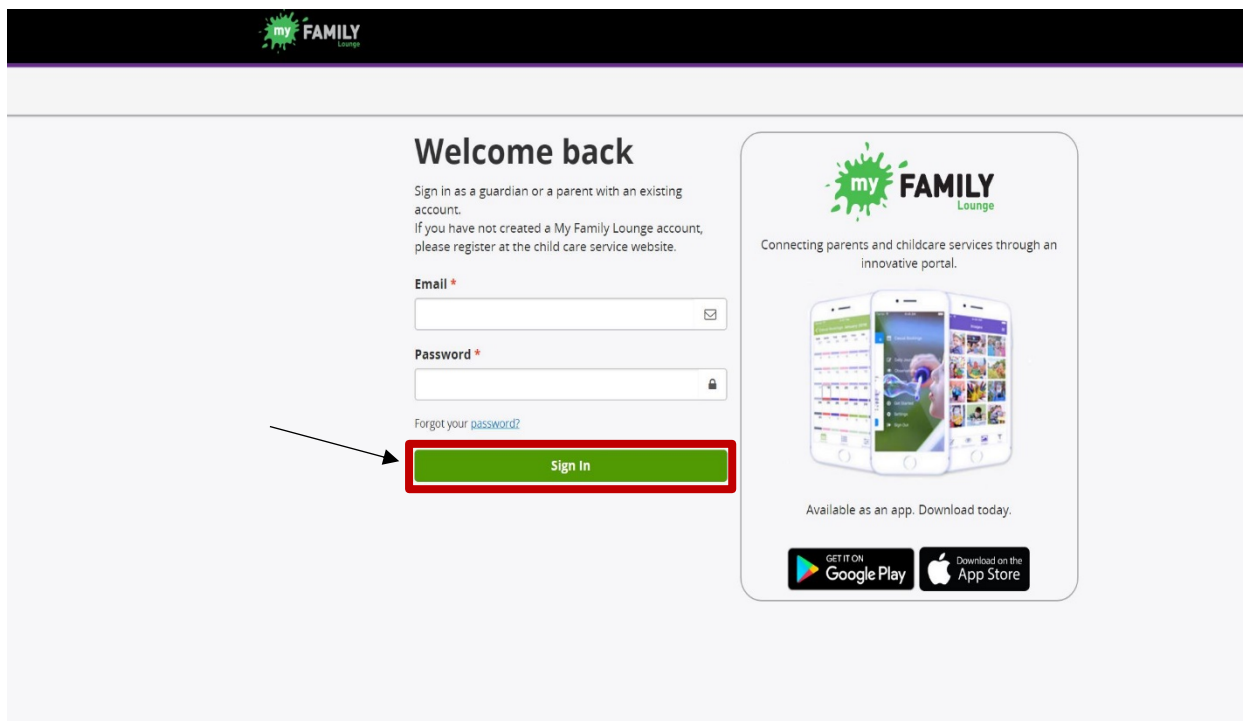 my FAMILY
Lounge
Welcome back
Sign in as a guardian or a parent with an existing
account.
If you have not created a My Family Lounge account,
please register at the child care service website.
Email *
Password *
Forgot your password?
Sign In
my FAMILY
Lounge
Connecting parents and childcare services through an
innovative portal.
Available as an app. Download today.
GET IT ON
Google Play
Download on the
App Store